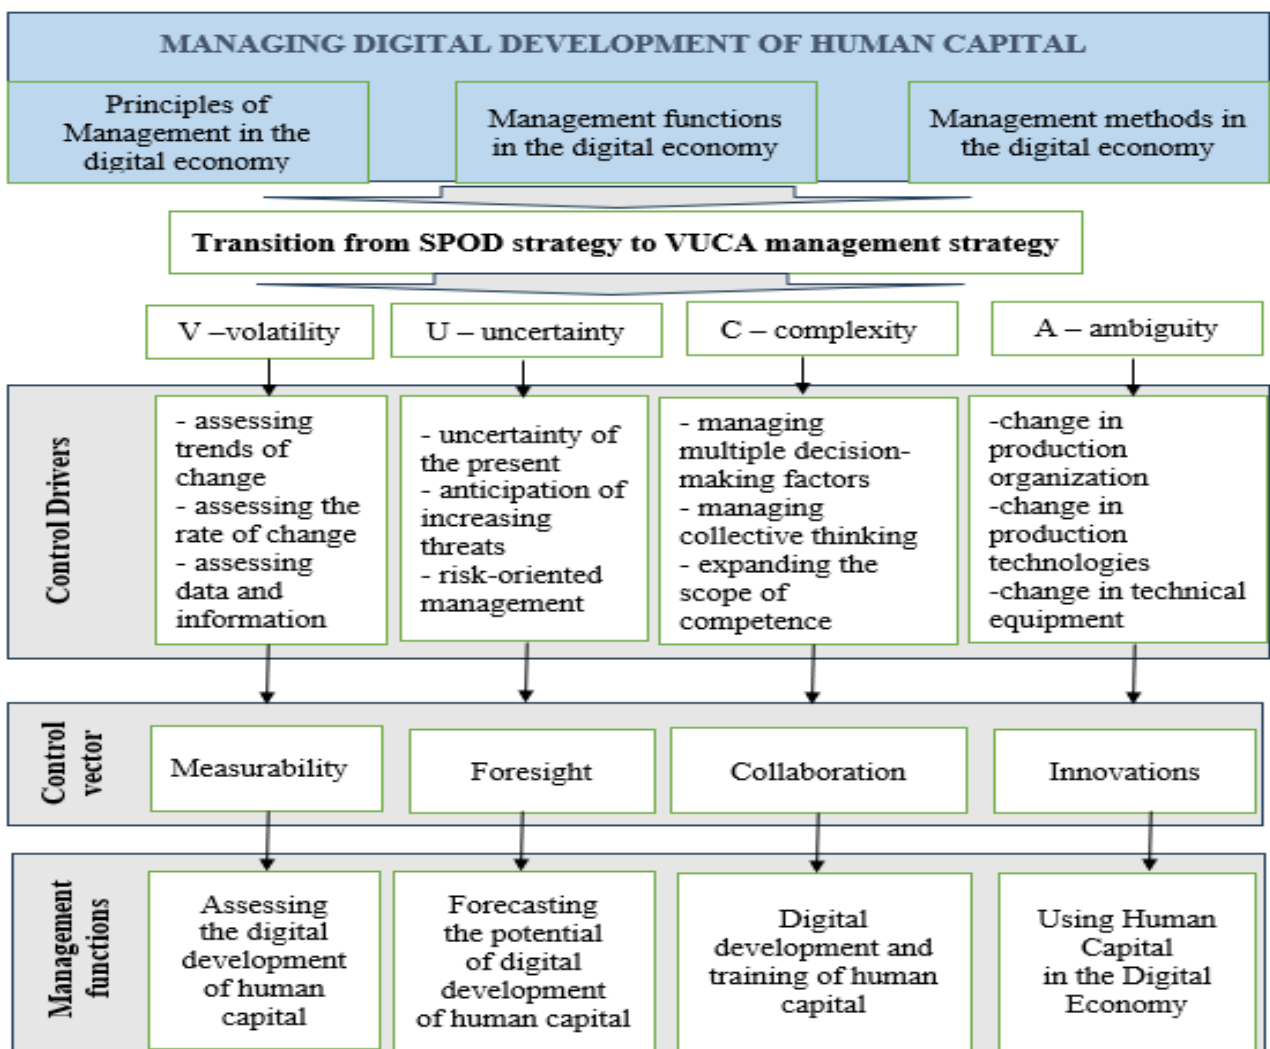 MANAGING DIGITAL DEVELOPMENT OF HUMAN CAPITAL
Principles of
Management in the
digital economy
Management functions
in the digital economy
Management methods in
the digital economy
Transition from SPOD strategy to VUCA management strategy
V –volatility
U – uncertainty
C – complexity
A – ambiguity
Control Drivers
- assessing
trends of
change
- assessing the
rate of change
- assessing
data and
information
- uncertainty of
the present
- anticipation of
increasing
threats
- risk-oriented
management
- managing
multiple decision-
making factors
- managing
collective thinking
- expanding the
scope of
competence
-change in
production
organization
-change in
production
technologies
-change in technical
equipment
Control
vector
Measurability
Foresight
Collaboration
Innovations
Management
functions
Assessing
the digital
development
of human
capital
Forecasting
the potential
of digital
development
of human capital
Digital
development and
training of human
capital
Using Human
Capital
in the Digital
Economy